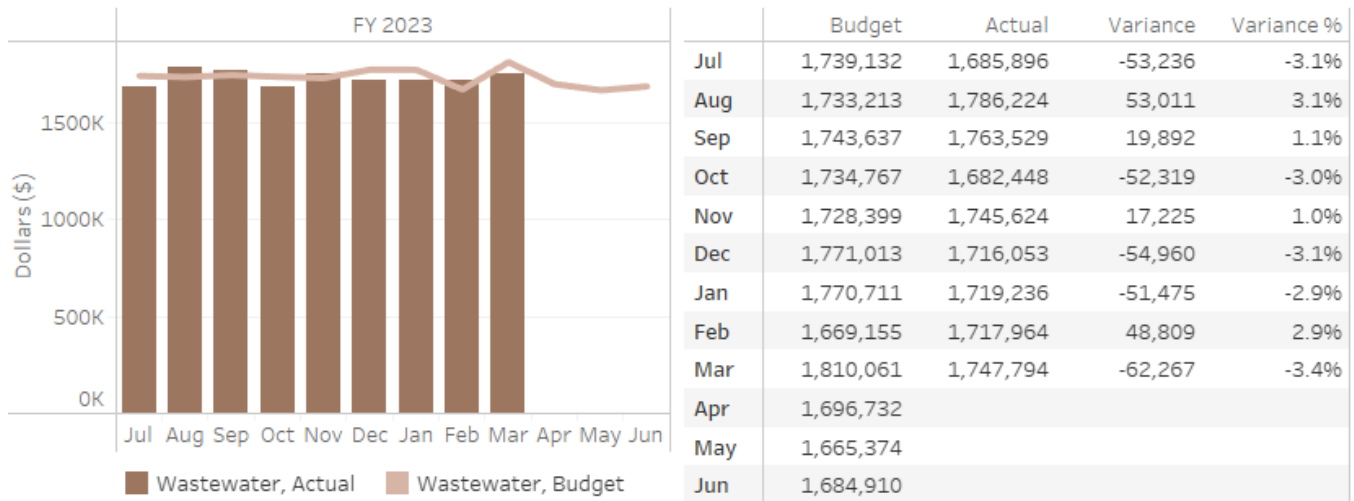 FY 2023
1500K
1000K
500K
0K
Dollars ($)
Jul Aug Sep Oct Nov Dec Jan Feb Mar Apr May Jun
Wastewater, Actual Wastewater, Budget
Budget Actual Variance Variance %
Jul 1,739,132 1,685,896 -53,236 -3.1%
Aug 1,733,213 1,786,224 53,011 3.1%
Sep 1,743,637 1,763,529 19,892 1.1%
Oct 1,734,767 1,682,448 -52,319 -3.0%
Nov 1,728,399 1,745,624 17,225 1.0%
Dec 1,771,013 1,716,053 -54,960 -3.1%
Jan 1,770,711 1,719,236 -51,475 -2.9%
Feb 1,669,155 1,717,964 48,809 2.9%
Mar 1,810,061 1,747,794 -62,267 -3.4%
Apr 1,696,732
May 1,665,374
Jun 1,684,910